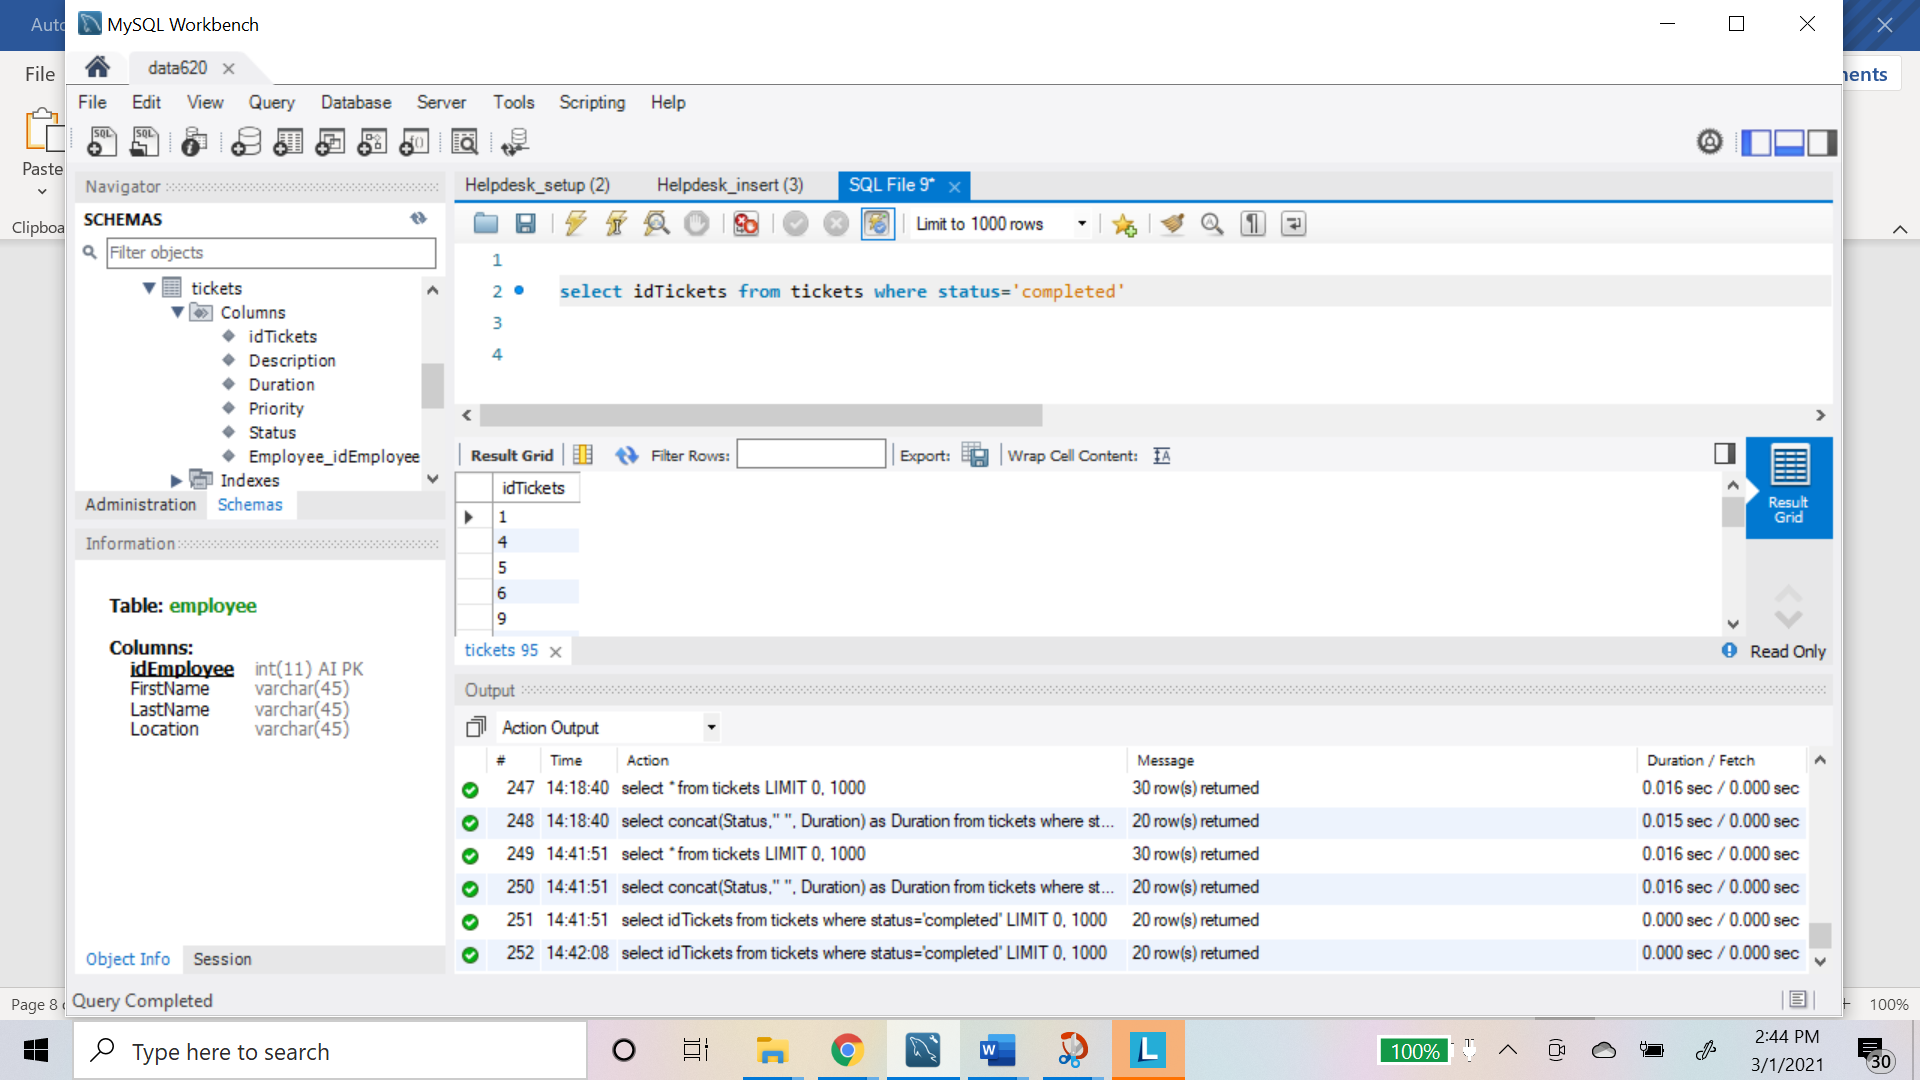 Auto
MySQL Workbench
data620
File
ments
File Edit View Query Database Server Tools Scripting Help
Paste
Clipboa
Navigator
Helpdesk_setup (2) Helpdesk_insert (3) SQL File 9*
SCHEMAS
Limit to 1000 rows
Filter objects
tickets
Columns
idTickets
Description
Duration
Priority
Status
Employee_idEmployee
Indexes
Administration Schemas
1
2 select idTickets from tickets where status='completed'
3
4
Result Grid Filter Rows: Export: Wrap Cell Content:
Result
Grid
idTickets
1
4
5
6
9
tickets 95
Read Only
Information
Table: employee
Columns:
idEmployee int(11) AI PK
FirstName varchar(45)
LastName varchar(45)
Location varchar(45)
Object Info Session
Output
Action Output
# Time Action Message Duration / Fetch
247 14:18:40 select * from tickets LIMIT 0, 1000 30 row(s) returned 0.016 sec / 0.000 sec
248 14:18:40 select concat(Status," ", Duration) as Duration from tickets where st... 20 row(s) returned 0.015 sec / 0.000 sec
249 14:41:51 select * from tickets LIMIT 0, 1000 30 row(s) returned 0.016 sec / 0.000 sec
250 14:41:51 select concat(Status," ", Duration) as Duration from tickets where st... 20 row(s) returned 0.016 sec / 0.000 sec
251 14:41:51 select idTickets from tickets where status='completed' LIMIT 0, 1000 20 row(s) returned 0.000 sec / 0.000 sec
252 14:42:08 select idTickets from tickets where status='completed' LIMIT 0, 1000 20 row(s) returned 0.000 sec / 0.000 sec
Query Completed
Page 8
100%
Type here to search
100%
2:44 PM
3/1/2021
30